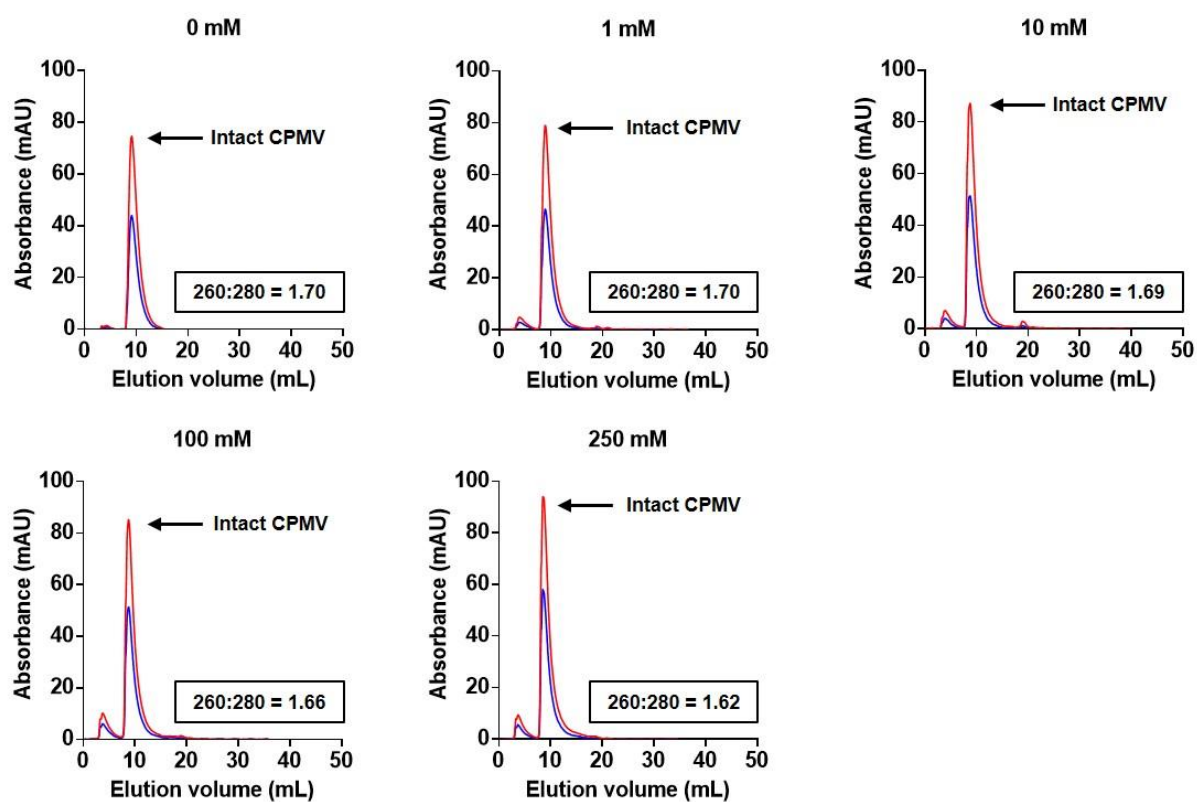 0 mM
1 mM
10 mM
100
80
60
40
20
0
Absorbance (mAU)
Intact CPMV
260:280 = 1.70
0 10 20 30 40 50
Elution volume (mL)
100
80
60
40
20
0
Absorbance (mAU)
Intact CPMV
260:280 = 1.70
0 10 20 30 40 50
Elution volume (mL)
100
80
60
40
20
0
Absorbance (mAU)
Intact CPMV
260:280 = 1.69
0 10 20 30 40 50
Elution volume (mL)
100 mM
250 mM
100
80
60
40
20
0
Absorbance (mAU)
Intact CPMV
260:280 = 1.66
0 10 20 30 40 50
Elution volume (mL)
100
80
60
40
20
0
Absorbance (mAU)
Intact CPMV
260:280 = 1.62
0 10 20 30 40 50
Elution volume (mL)